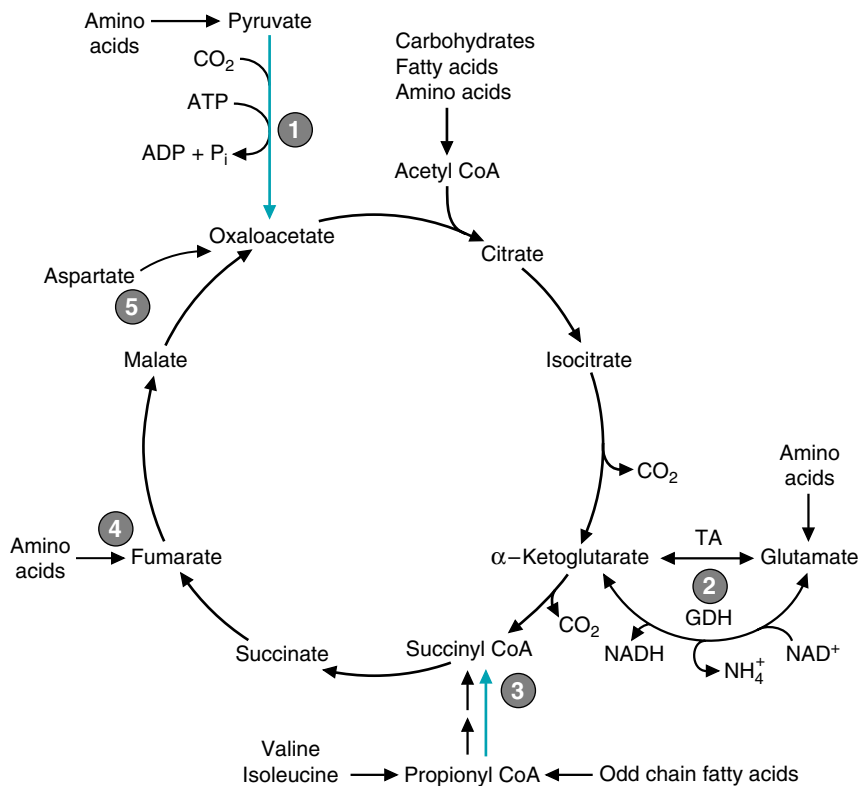 Amino
acids
Pyruvate
CO₂
ATP
ADP + Pᵢ
1
Carbohydrates
Fatty acids
Amino acids
Acetyl CoA
Oxaloacetate
Citrate
Aspartate
5
Malate
Isocitrate
CO₂
Amino
acids
4
Amino
acids
Fumarate
α–Ketoglutarate
TA
Glutamate
2
GDH
CO₂
NADH
NH₄⁺
NAD⁺
Succinate
Succinyl CoA
3
Valine
Isoleucine
Propionyl CoA
Odd chain fatty acids